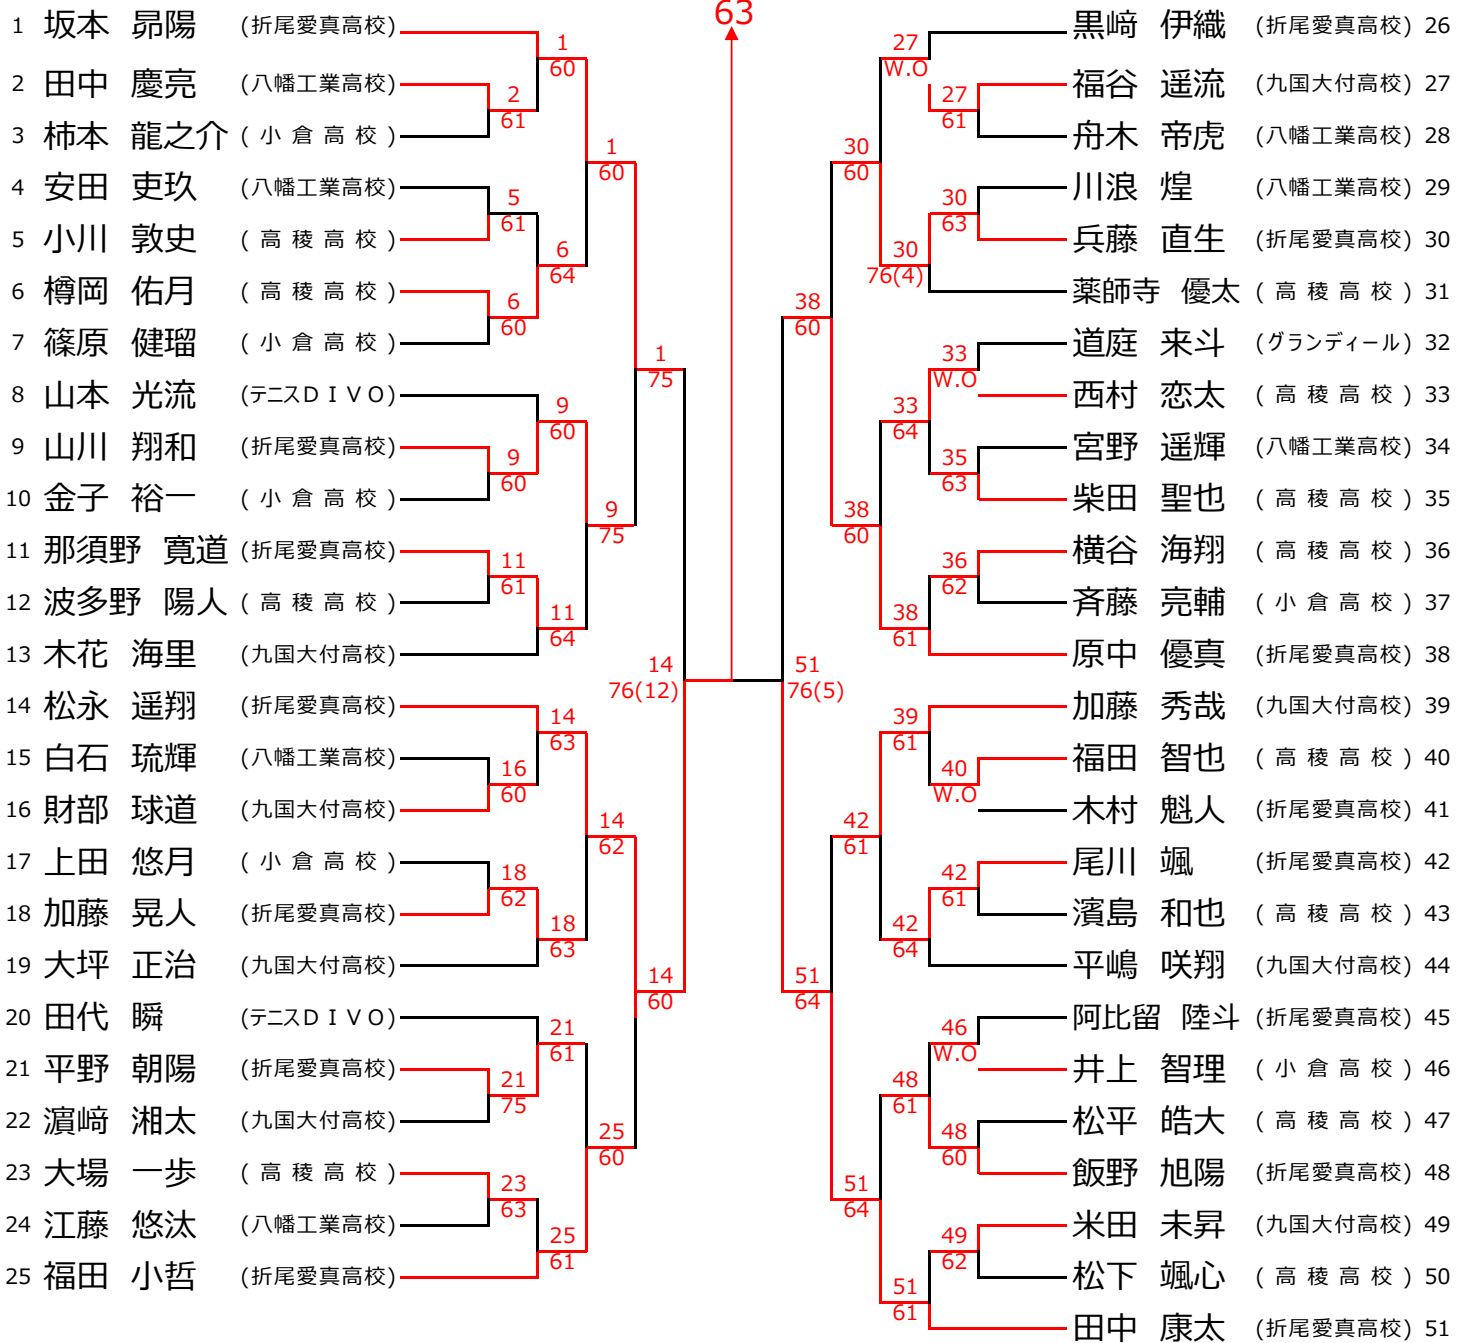 63
1 坂本 昴陽 (折尾愛真高校)
2 田中 慶亮 (八幡工業高校)
3 柿本 龍之介 (小倉高校)
4 安田 吏玖 (八幡工業高校)
5 小川 敦史 (高稜高校)
6 樽岡 佑月 (高稜高校)
7 篠原 健瑠 (小倉高校)
8 山本 光流 (テニスDIVO)
9 山川 翔和 (折尾愛真高校)
10 金子 裕一 (小倉高校)
11 那須野 寛道 (折尾愛真高校)
12 波多野 陽人 (高稜高校)
13 木花 海里 (九国大付高校)
14 松永 遥翔 (折尾愛真高校)
15 白石 琉輝 (八幡工業高校)
16 財部 球道 (九国大付高校)
17 上田 悠月 (小倉高校)
18 加藤 晃人 (折尾愛真高校)
19 大坪 正治 (九国大付高校)
20 田代 瞬 (テニスDIVO)
21 平野 朝陽 (折尾愛真高校)
22 濵﨑 湘太 (九国大付高校)
23 大場 一歩 (高稜高校)
24 江藤 悠汰 (八幡工業高校)
25 福田 小哲 (折尾愛真高校)
2
61
5
61
6
60
9
60
11
61
16
60
18
62
21
75
23
63
1
60
6
64
9
60
11
64
14
63
18
63
21
61
25
61
1
60
9
75
14
62
25
60
1
75
14
60
14
76(12)
51
76(5)
38
60
51
64
30
60
38
60
42
61
51
64
27
W.O
30
76(4)
33
64
38
61
39
61
42
64
48
61
51
61
27
61
30
63
33
W.O
35
63
36
62
40
W.O
42
61
46
W.O
48
60
49
62
黒﨑 伊織 (折尾愛真高校) 26
福谷 遥流 (九国大付高校) 27
舟木 帝虎 (八幡工業高校) 28
川浪 煌 (八幡工業高校) 29
兵藤 直生 (折尾愛真高校) 30
薬師寺 優太 (高稜高校) 31
道庭 来斗 (グランディール) 32
西村 恋太 (高稜高校) 33
宮野 遥輝 (八幡工業高校) 34
柴田 聖也 (高稜高校) 35
横谷 海翔 (高稜高校) 36
斉藤 亮輔 (小倉高校) 37
原中 優真 (折尾愛真高校) 38
加藤 秀哉 (九国大付高校) 39
福田 智也 (高稜高校) 40
木村 魁人 (折尾愛真高校) 41
尾川 颯 (折尾愛真高校) 42
濱島 和也 (高稜高校) 43
平嶋 咲翔 (九国大付高校) 44
阿比留 陸斗 (折尾愛真高校) 45
井上 智理 (小倉高校) 46
松平 皓大 (高稜高校) 47
飯野 旭陽 (折尾愛真高校) 48
米田 未昇 (九国大付高校) 49
松下 颯心 (高稜高校) 50
田中 康太 (折尾愛真高校) 51